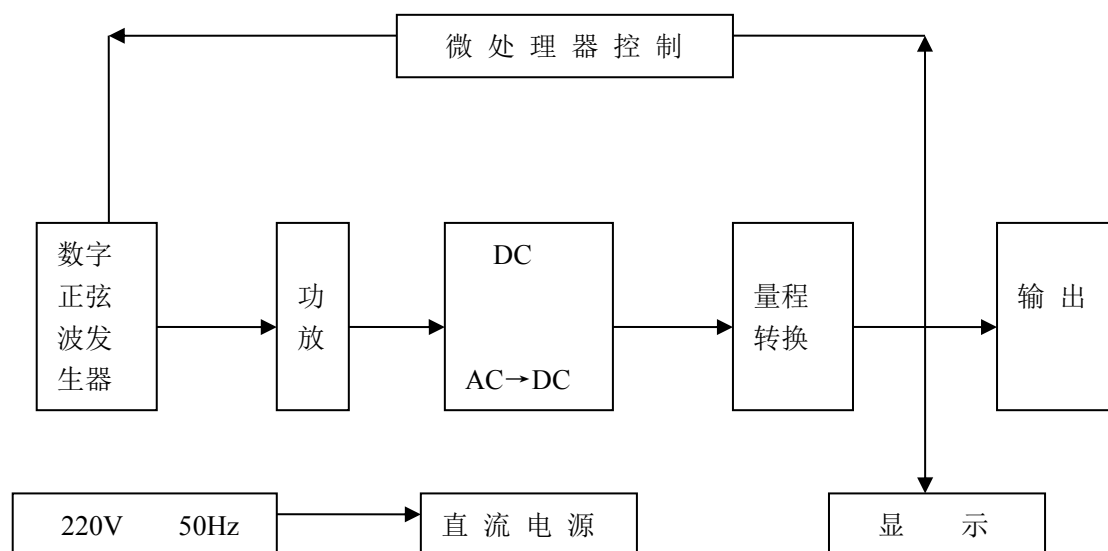 微 处 理 器 控 制
数字
正弦
波发
生器
功
放
DC
AC→DC
量程
转换
输 出
220V 50Hz
直 流 电 源
显 示